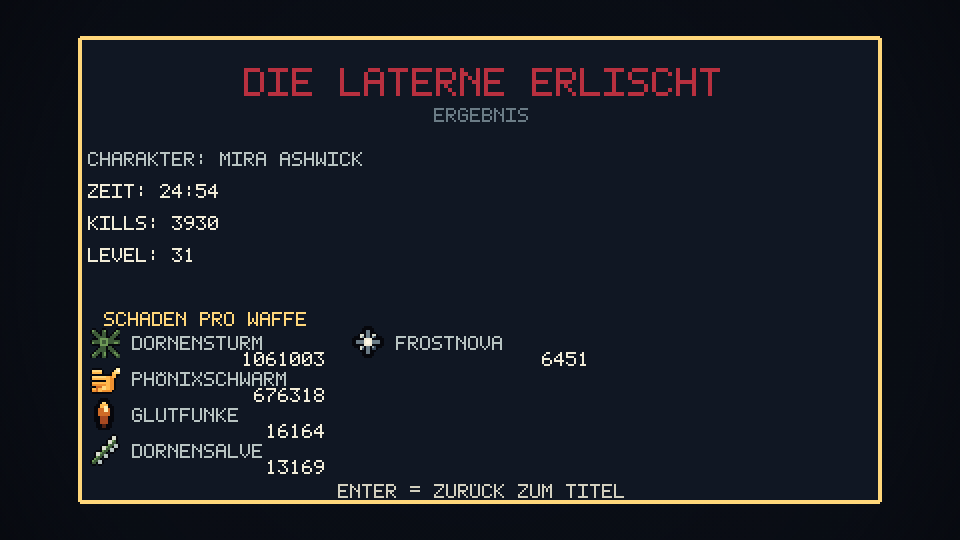 DIE LATERNE ERLISCHT
ERGEBNIS
CHARAKTER: MIRA ASHWICK
ZEIT: 24:54
KILLS: 3930
LEVEL: 31
SCHADEN PRO WAFFE
DORNENSTURM
1061003
PHÖNIXSCHWARM
676318
GLUTFUNKE
16164
DORNENSALVE
13169
FROSTNOVA
6451
ENTER = ZURÜCK ZUM TITEL